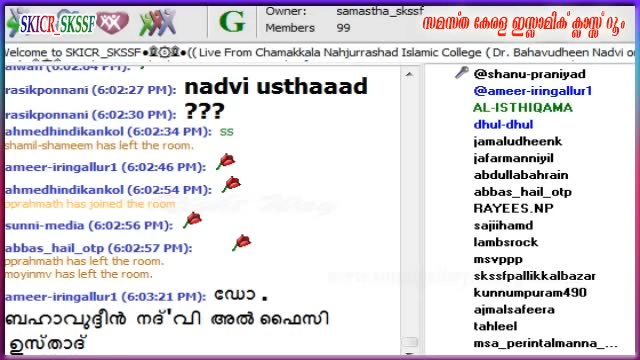 SKICR_SKSSF
Owner: samastha_skssf
Members 99
സമസ്ത കേരള ഇസ്ലാമിക് ക്ലാസ്സ് റൂം
Welcome to SKICR_SKSSF●۩۞۩●(( Live From Chamakkala Nahjurrashad Islamic College ( Dr. Bahavudheen Nadvi on
rasikponnani (6:02:27 PM): nadvi usthaaad
rasikponnani (6:02:30 PM): ???
ahmedhindikankol (6:02:34 PM): ss
shamil-shameem has left the room.
ameer-iringallur1 (6:02:46 PM):
ahmedhindikankol (6:02:54 PM):
pprahmath has joined the room
sunni-media (6:02:56 PM):
abbas_hail_otp (6:02:57 PM):
pprahmath has left the room.
moyinmv has left the room.
ameer-iringallur1 (6:03:21 PM): ഡോ .
ബഹാവുദ്ദീൻ നദ്'വി അൽ ഫൈസി
ഉസ്താദ്
@shanu-praniyad
@ameer-iringallur1
AL-ISTHIQAMA
dhul-dhul
jamaludheenk
jafarmanniyil
abdullabahrain
abbas_hail_otp
RAYEES.NP
sajiihamd
lambsrock
msvppp
skssfpallikkalbazar
kunnumpuram490
ajmalsafeera
tahleel
msa_perintalmanna_...